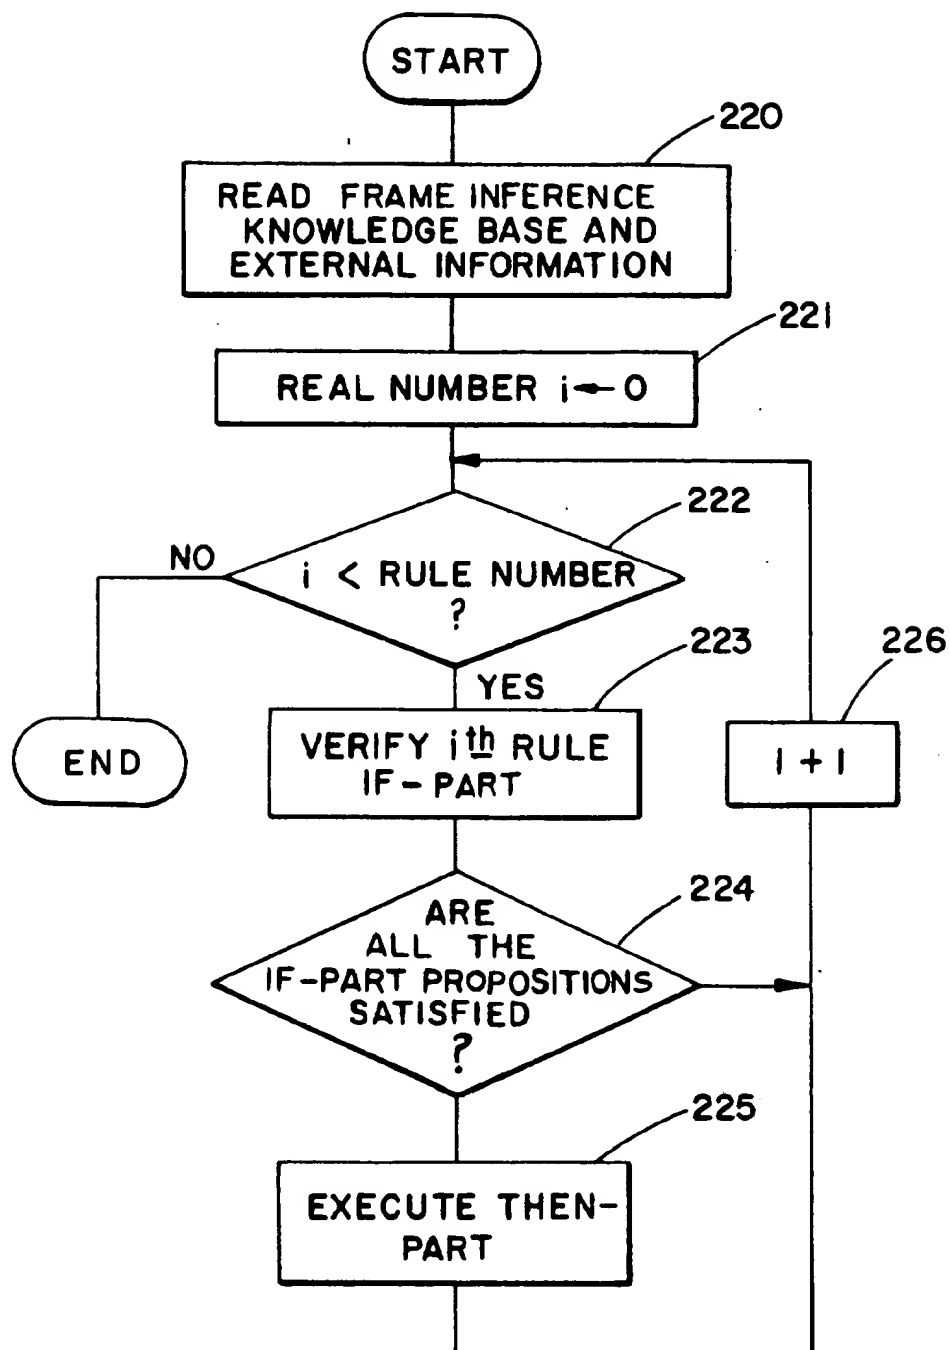 START
220
READ FRAME INFERENCE
KNOWLEDGE BASE AND
EXTERNAL INFORMATION
221
REAL NUMBER i ← 0
222
NO
i < RULE NUMBER
?
223
226
YES
END
VERIFY ith RULE
IF-PART
1 + 1
224
ARE
ALL THE
IF-PART PROPOSITIONS
SATISFIED
?
225
EXECUTE THEN-
PART